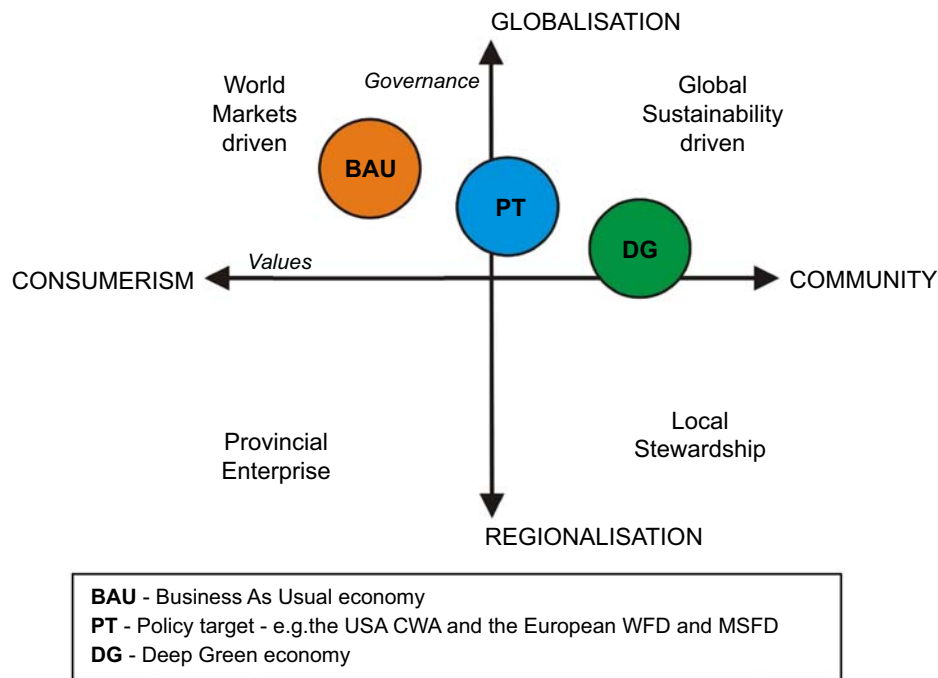 GLOBALISATION
World
Markets
driven
Governance
Global
Sustainability
driven
BAU
PT
DG
Values
CONSUMERISM
COMMUNITY
Provincial
Enterprise
Local
Stewardship
REGIONALISATION
BAU - Business As Usual economy
PT - Policy target - e.g.the USA CWA and the European WFD and MSFD
DG - Deep Green economy